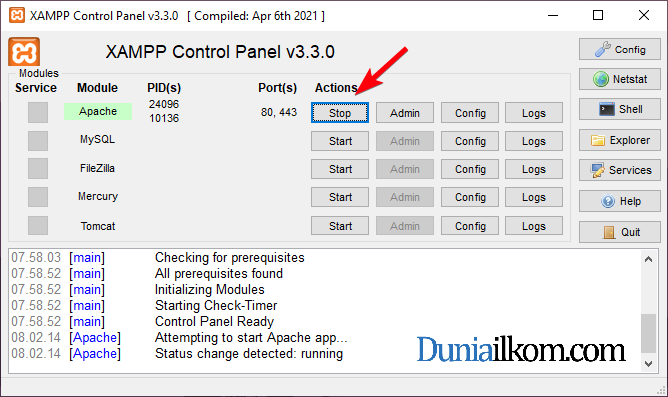 XAMPP Control Panel v3.3.0 [ Compiled: Apr 6th 2021 ]
XAMPP Control Panel v3.3.0
Config
Modules
Service Module PID(s) Port(s) Actions
Netstat
Apache 24096 10136 80, 443 Stop Admin Config Logs
Shell
MySQL Start Admin Config Logs
Explorer
FileZilla Start Admin Config Logs
Services
Mercury Start Admin Config Logs
Help
Tomcat Start Admin Config Logs
Quit
07.58.03 [main] Checking for prerequisites
07.58.52 [main] All prerequisites found
07.58.52 [main] Initializing Modules
07.58.52 [main] Starting Check-Timer
07.58.52 [main] Control Panel Ready
08.02.14 [Apache] Attempting to start Apache app...
08.02.14 [Apache] Status change detected: running
Duniailkom.com